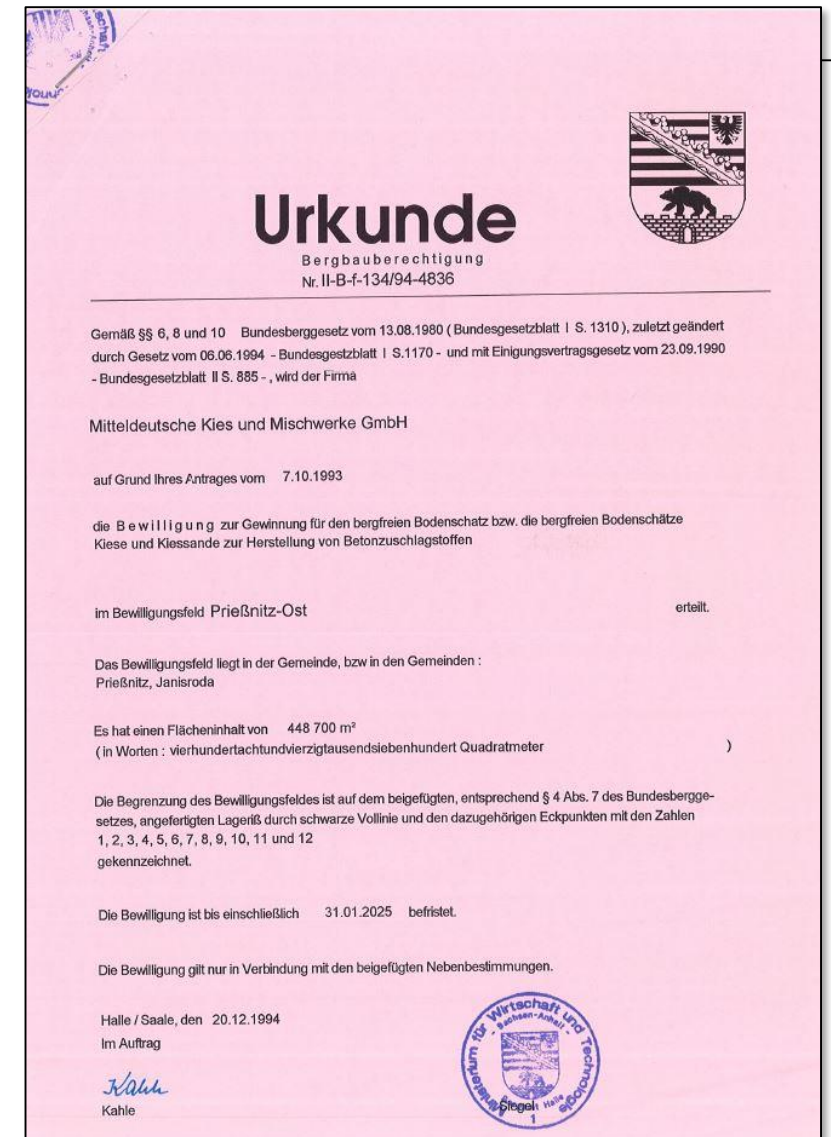 Urkunde
Bergbauberechtigung
Nr. II-B-f-134/94-4836
Gemäß §§ 6, 8 und 10 Bundesberggesetz vom 13.08.1980 ( Bundesgesetzblatt I S. 1310 ), zuletzt geändert
durch Gesetz vom 06.06.1994 - Bundesgestzblatt I S.1170 - und mit Einigungsvertragsgesetz vom 23.09.1990
- Bundesgesetzblatt II S. 885 - , wird der Firma
Mitteldeutsche Kies und Mischwerke GmbH
auf Grund Ihres Antrages vom 7.10.1993
die B e w i l l i g u n g zur Gewinnung für den bergfreien Bodenschatz bzw. die bergfreien Bodenschätze
Kiese und Kiessande zur Herstellung von Betonzuschlagstoffen
im Bewilligungsfeld Prießnitz-Ost erteilt.
Das Bewilligungsfeld liegt in der Gemeinde, bzw in den Gemeinden :
Prießnitz, Janisroda
Es hat einen Flächeninhalt von 448 700 m²
( in Worten : vierhundertachtundvierzigtausendsiebenhundert Quadratmeter )
Die Begrenzung des Bewilligungsfeldes ist auf dem beigefügten, entsprechend § 4 Abs. 7 des Bundesbergge-
setzes, angefertigten Lageriß durch schwarze Vollinie und den dazugehörigen Eckpunkten mit den Zahlen
1, 2, 3, 4, 5, 6, 7, 8, 9, 10, 11 und 12
gekennzeichnet.
Die Bewilligung ist bis einschließlich 31.01.2025 befristet.
Die Bewilligung gilt nur in Verbindung mit den beigefügten Nebenbestimmungen.
Halle / Saale, den 20.12.1994
Im Auftrag
Kahle
Kahle
Ministerium für Wirtschaft und Technologie
- Sachsen-Anhalt -
Halle
Siegel
1